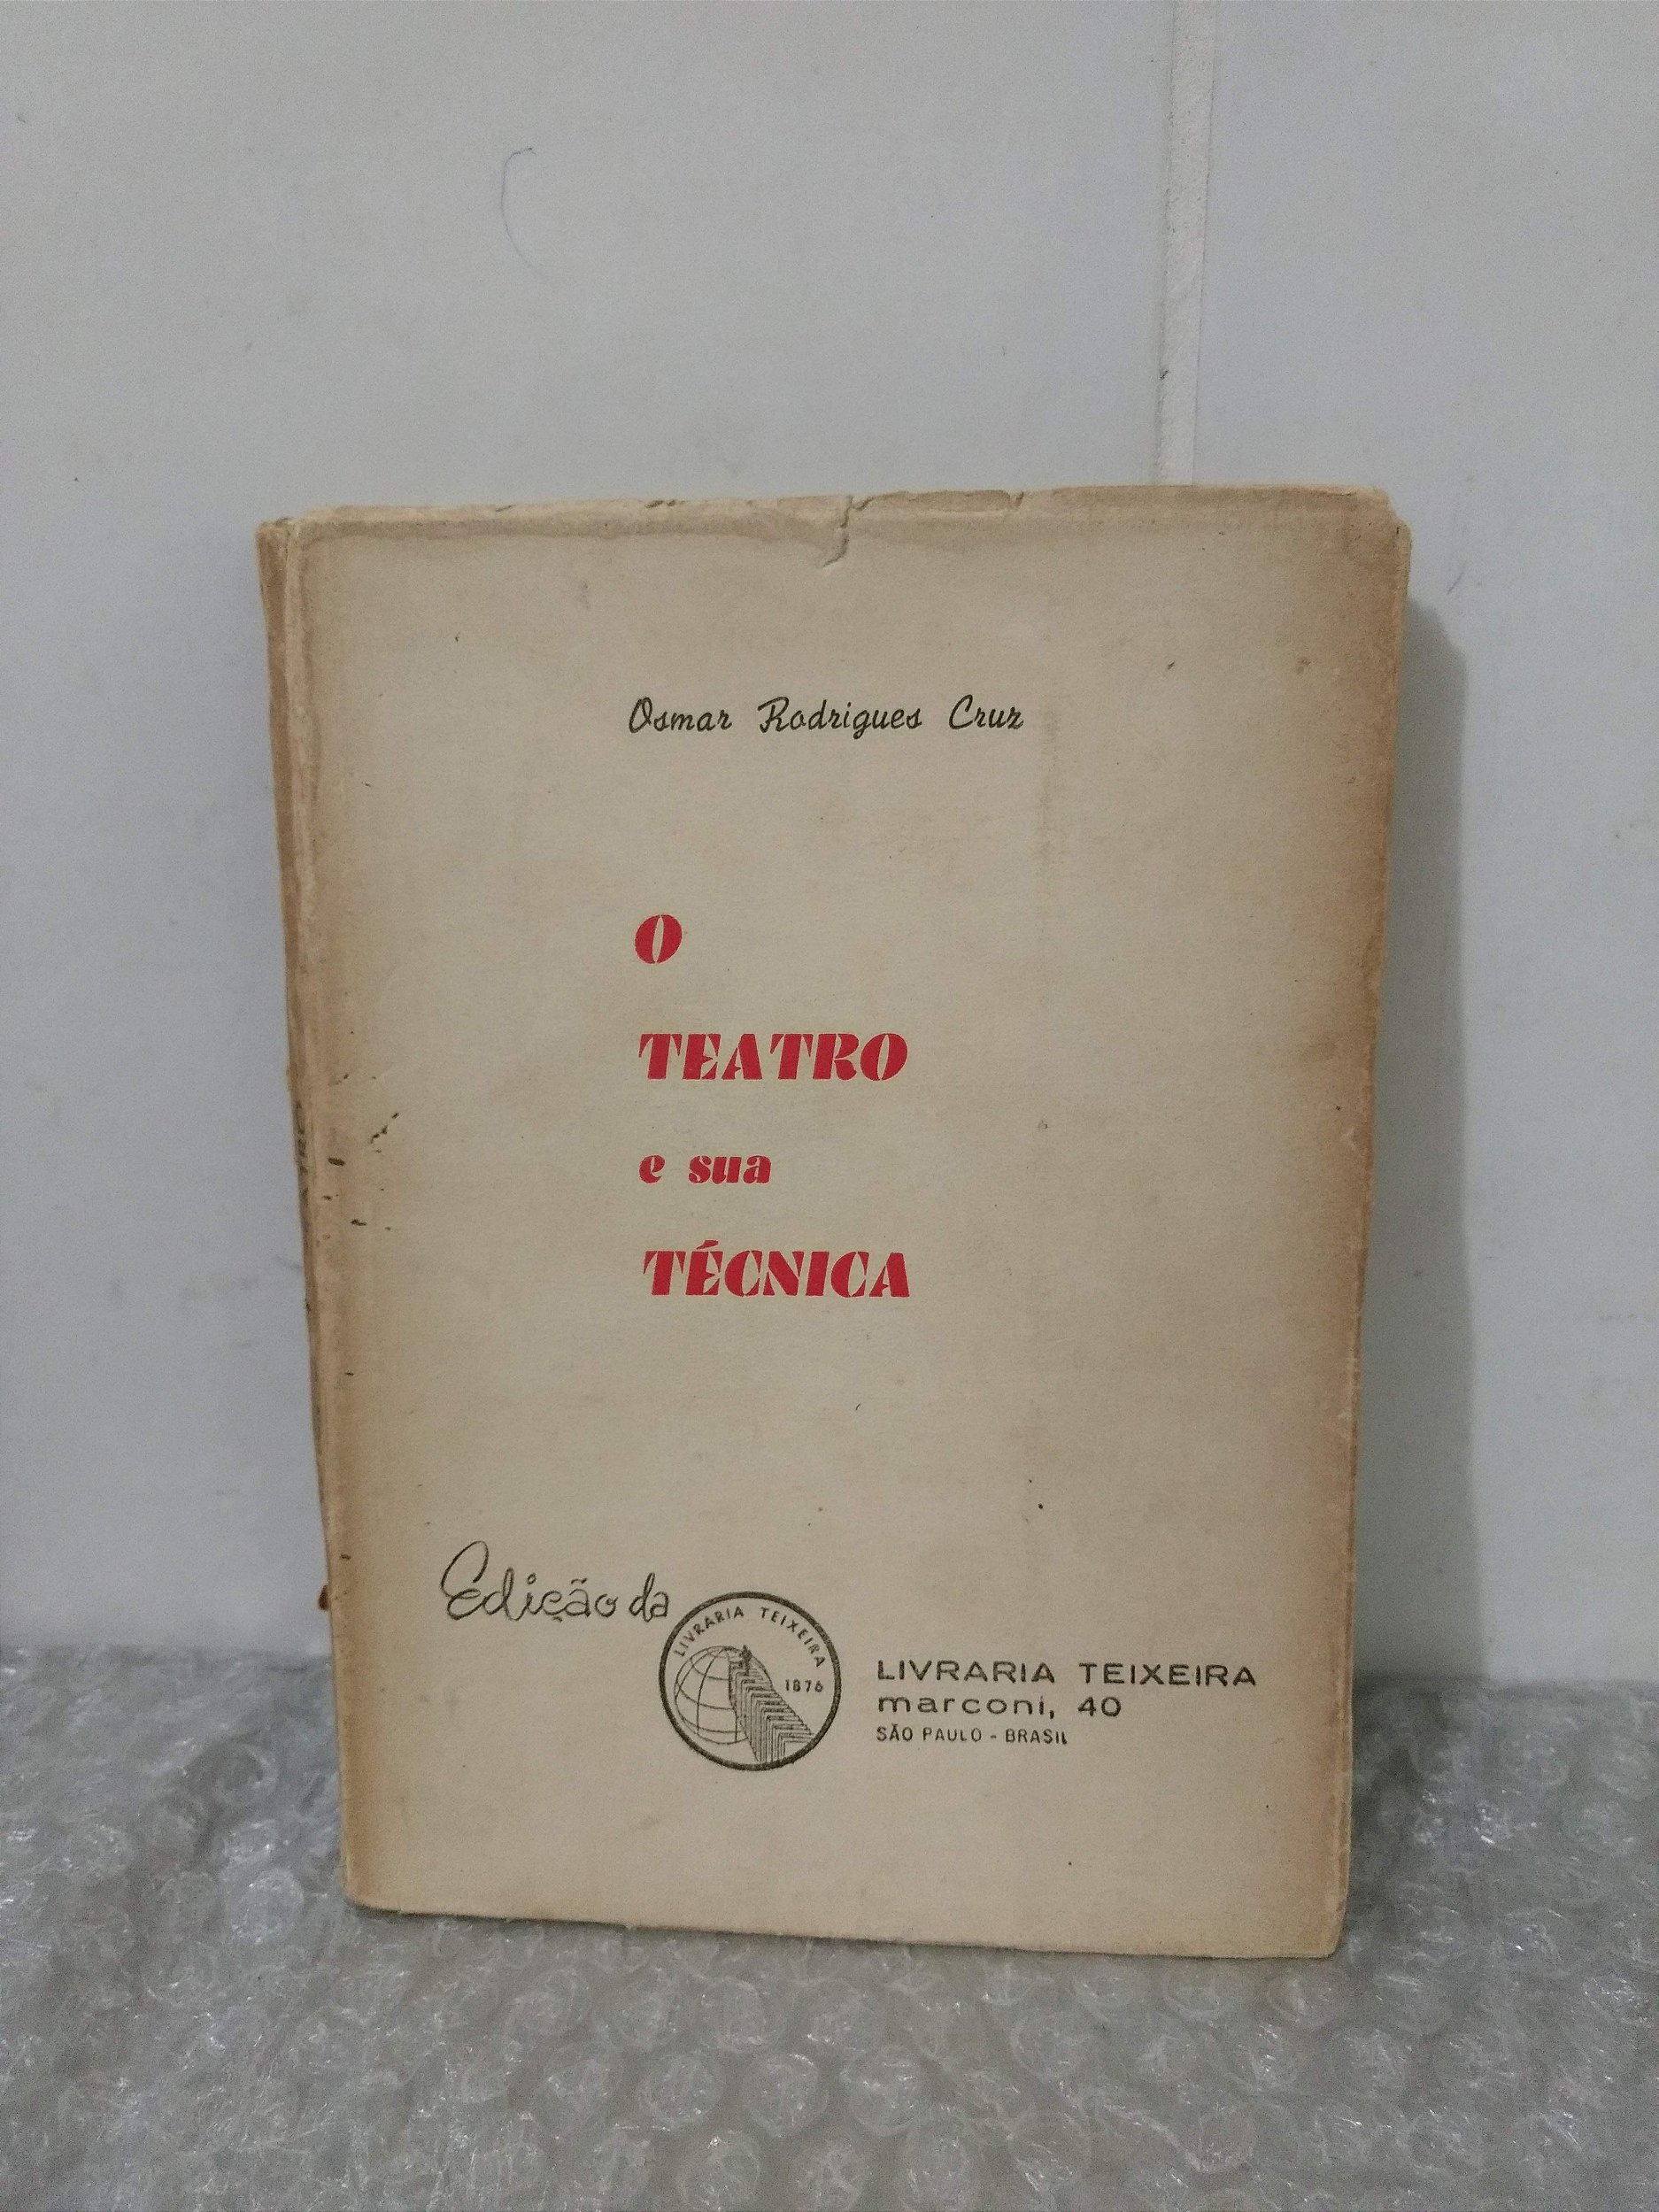 Osmar Rodrigues Cruz
O
TEATRO
e sua
TÉCNICA
Edição da
LIVRARIA TEIXEIRA
1876
LIVRARIA TEIXEIRA
marconi, 40
SÃO PAULO - BRASIL